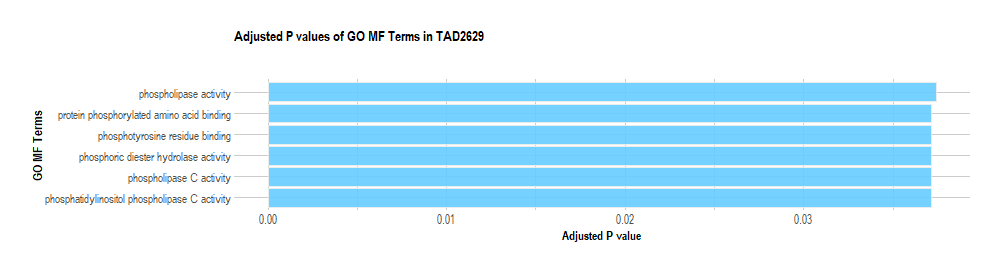 Adjusted P values of GO MF Terms in TAD2629
GO MF Terms
phospholipase activity
protein phosphorylated amino acid binding
phosphotyrosine residue binding
phosphoric diester hydrolase activity
phospholipase C activity
phosphatidylinositol phospholipase C activity
0.00 0.01 0.02 0.03
Adjusted P value